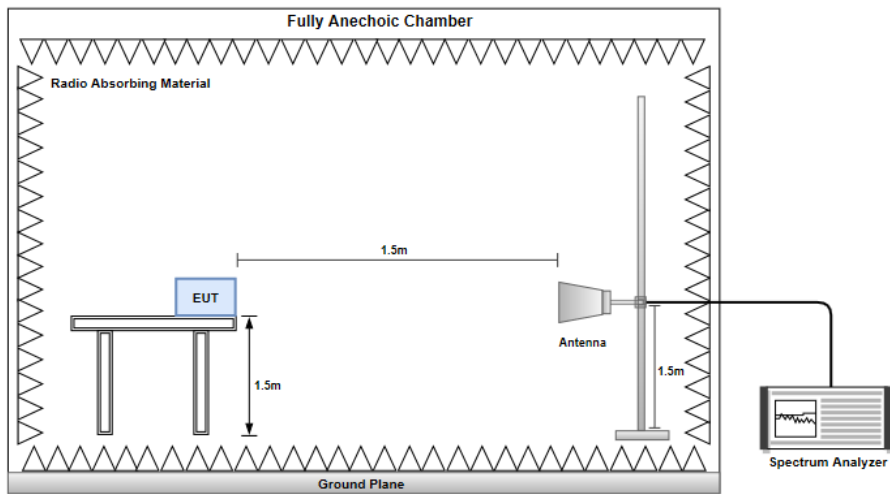 Fully Anechoic Chamber
Radio Absorbing Material
1.5m
EUT
Antenna
1.5m
1.5m
Spectrum Analyzer
Ground Plane